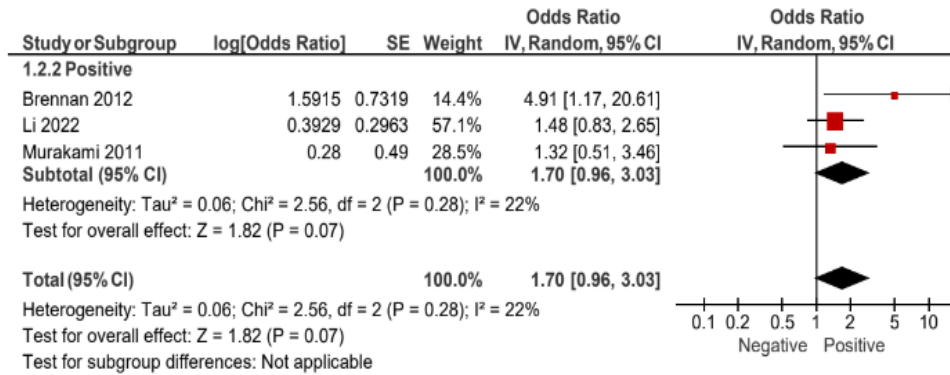 Odds Ratio Odds Ratio
Study or Subgroup log[Odds Ratio] SE Weight IV, Random, 95% CI IV, Random, 95% CI
1.2.2 Positive
Brennan 2012 1.5915 0.7319 14.4% 4.91 [1.17, 20.61]
Li 2022 0.3929 0.2963 57.1% 1.48 [0.83, 2.65]
Murakami 2011 0.28 0.49 28.5% 1.32 [0.51, 3.46]
Subtotal (95% CI) 100.0% 1.70 [0.96, 3.03]
Heterogeneity: Tau² = 0.06; Chi² = 2.56, df = 2 (P = 0.28); I² = 22%
Test for overall effect: Z = 1.82 (P = 0.07)
Total (95% CI) 100.0% 1.70 [0.96, 3.03]
Heterogeneity: Tau² = 0.06; Chi² = 2.56, df = 2 (P = 0.28); I² = 22%
0.1 0.2 0.5 1 2 5 10
Test for overall effect: Z = 1.82 (P = 0.07)
Negative Positive
Test for subgroup differences: Not applicable